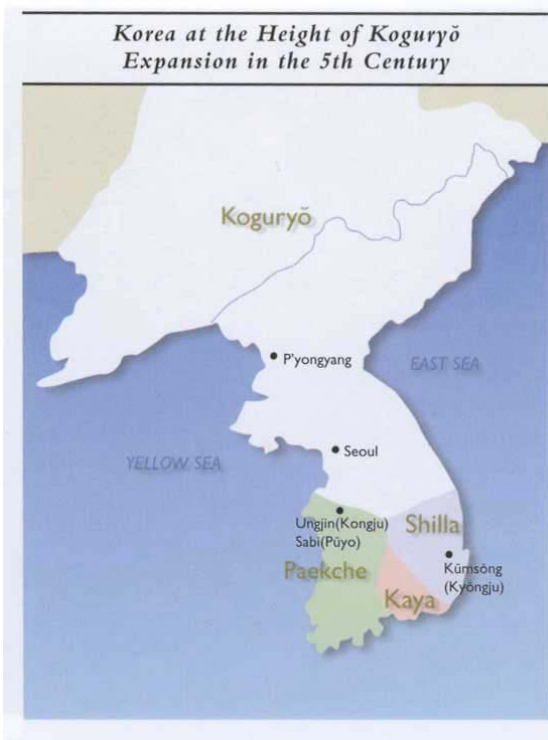 Korea at the Height of Koguryŏ
Expansion in the 5th Century
Koguryŏ
P'yongyang
EAST SEA
Seoul
YELLOW SEA
Ungjin(Kongju)
Sabi(Pŭyo)
Shilla
Kŭmsŏng
(Kyŏngju)
Paekche
Kaya